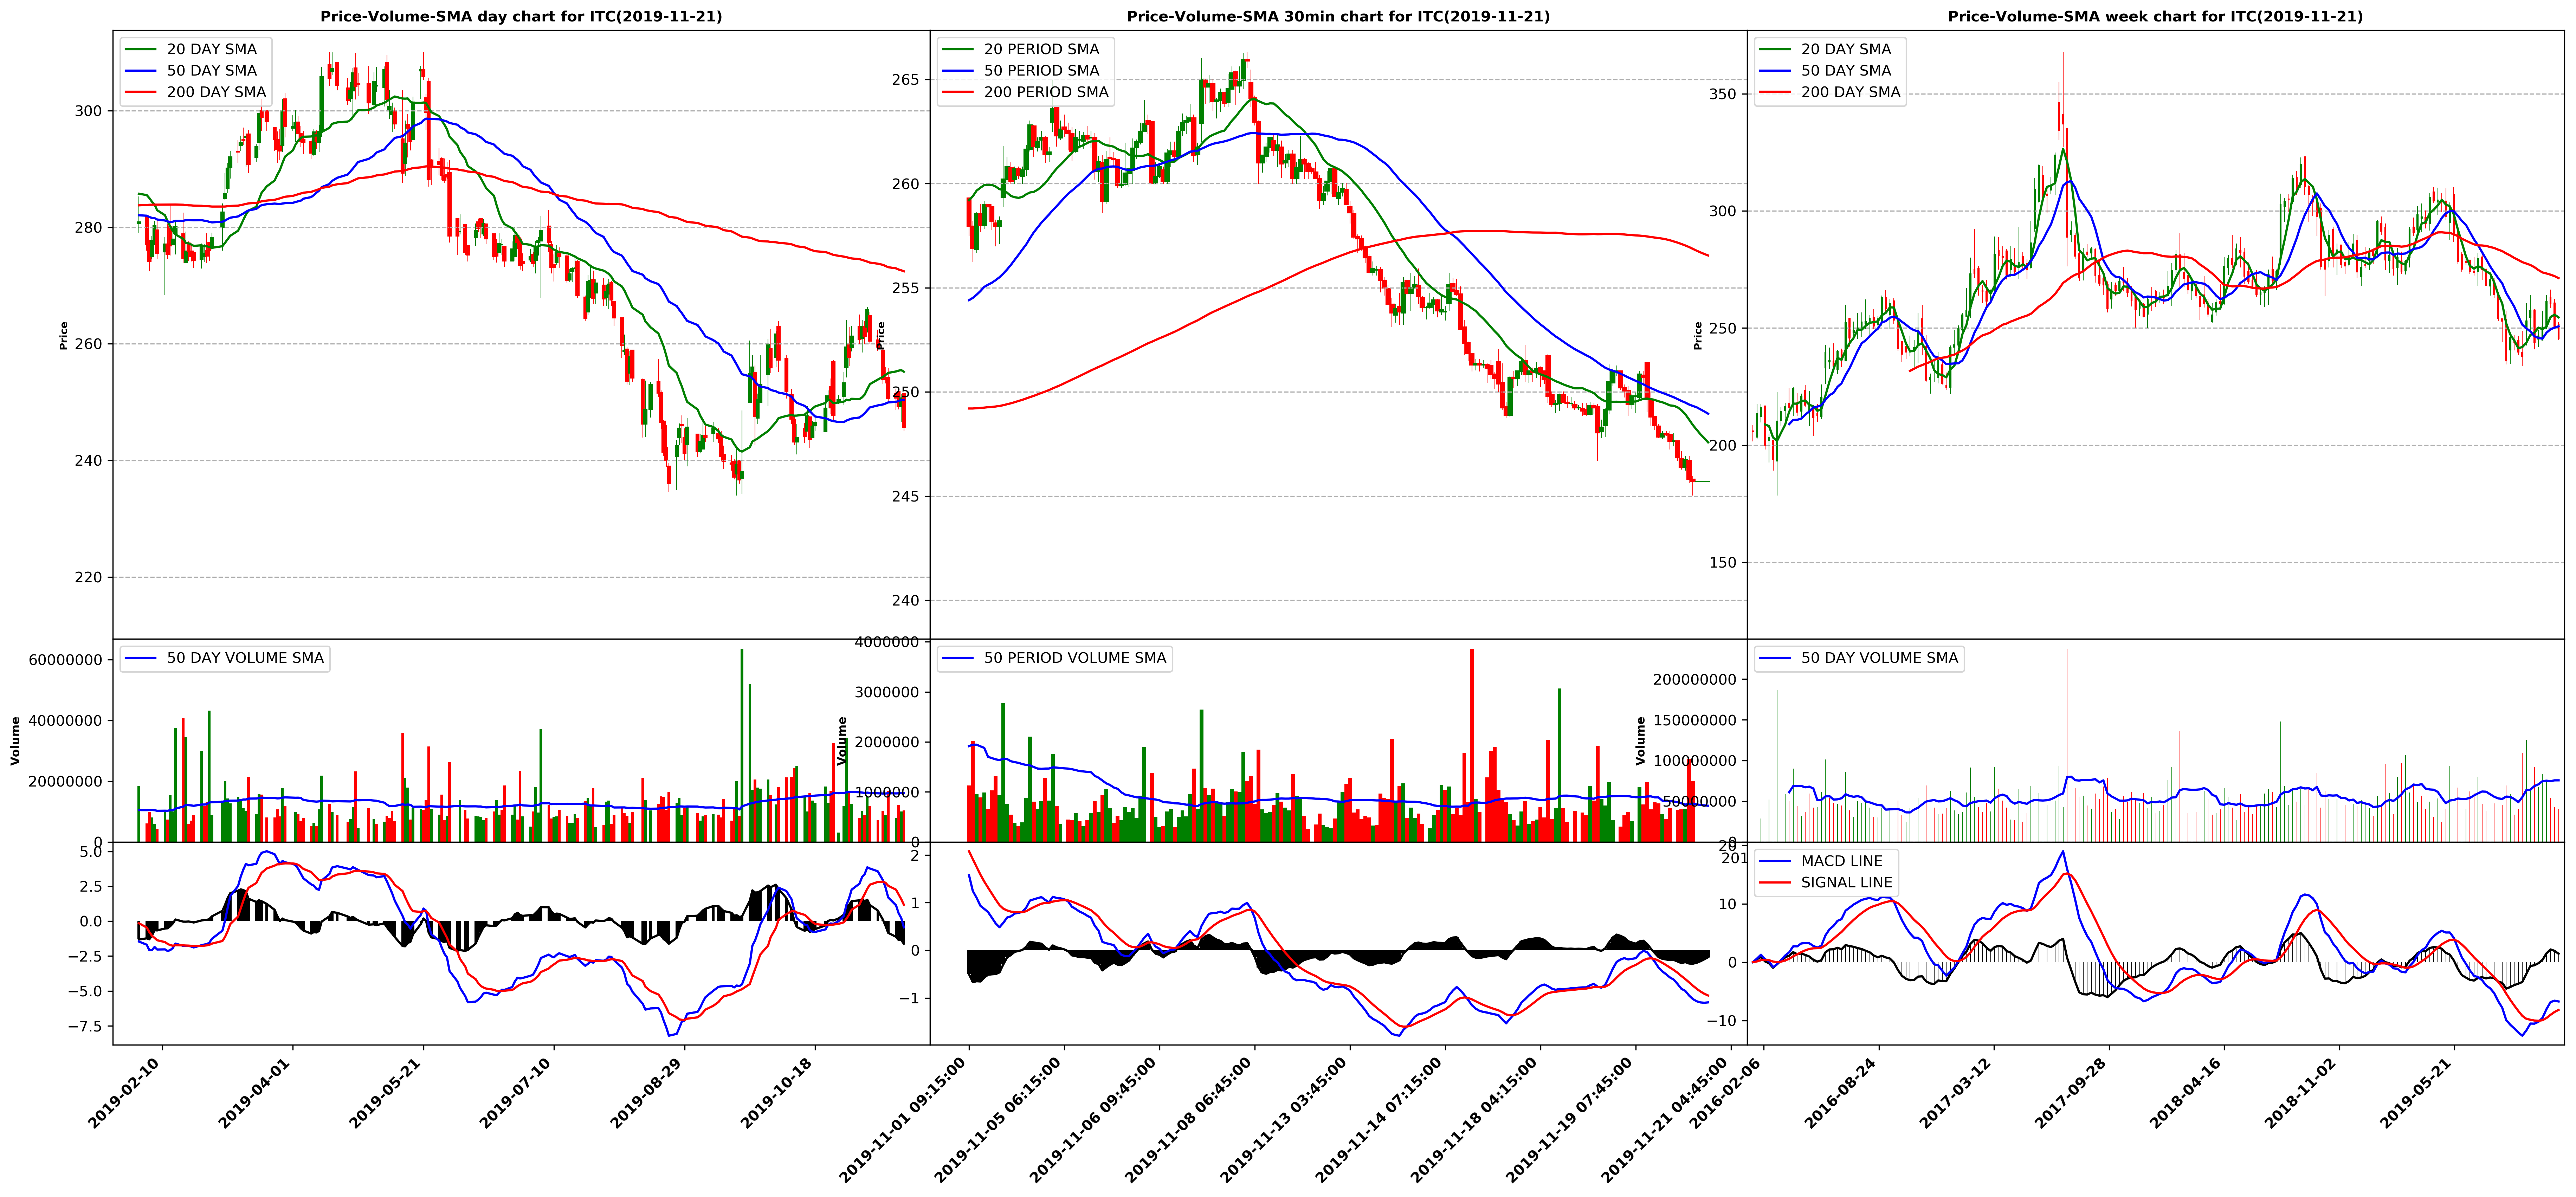 Price-Volume-SMA day chart for ITC(2019-11-21)
20 DAY SMA
50 DAY SMA
200 DAY SMA
300
280
260
240
220
Price
50 DAY VOLUME SMA
60000000
40000000
20000000
0
Volume
5.0
2.5
0.0
−2.5
−5.0
−7.5
2019-02-10
2019-04-01
2019-05-21
2019-07-10
2019-08-29
2019-10-18
Price-Volume-SMA 30min chart for ITC(2019-11-21)
20 PERIOD SMA
50 PERIOD SMA
200 PERIOD SMA
265
260
255
250
245
240
Price
50 PERIOD VOLUME SMA
4000000
3000000
2000000
1000000
0
Volume
2
1
0
−1
2019-11-01 09:15:00
2019-11-05 06:15:00
2019-11-06 09:45:00
2019-11-08 06:45:00
2019-11-13 03:45:00
2019-11-14 07:15:00
2019-11-18 04:15:00
2019-11-19 07:45:00
2019-11-21 04:45:00
Price-Volume-SMA week chart for ITC(2019-11-21)
20 DAY SMA
50 DAY SMA
200 DAY SMA
350
300
250
200
150
Price
50 DAY VOLUME SMA
200000000
150000000
100000000
50000000
0
Volume
MACD LINE
SIGNAL LINE
20
10
0
−10
2016-02-06
2016-08-24
2017-03-12
2017-09-28
2018-04-16
2018-11-02
2019-05-21